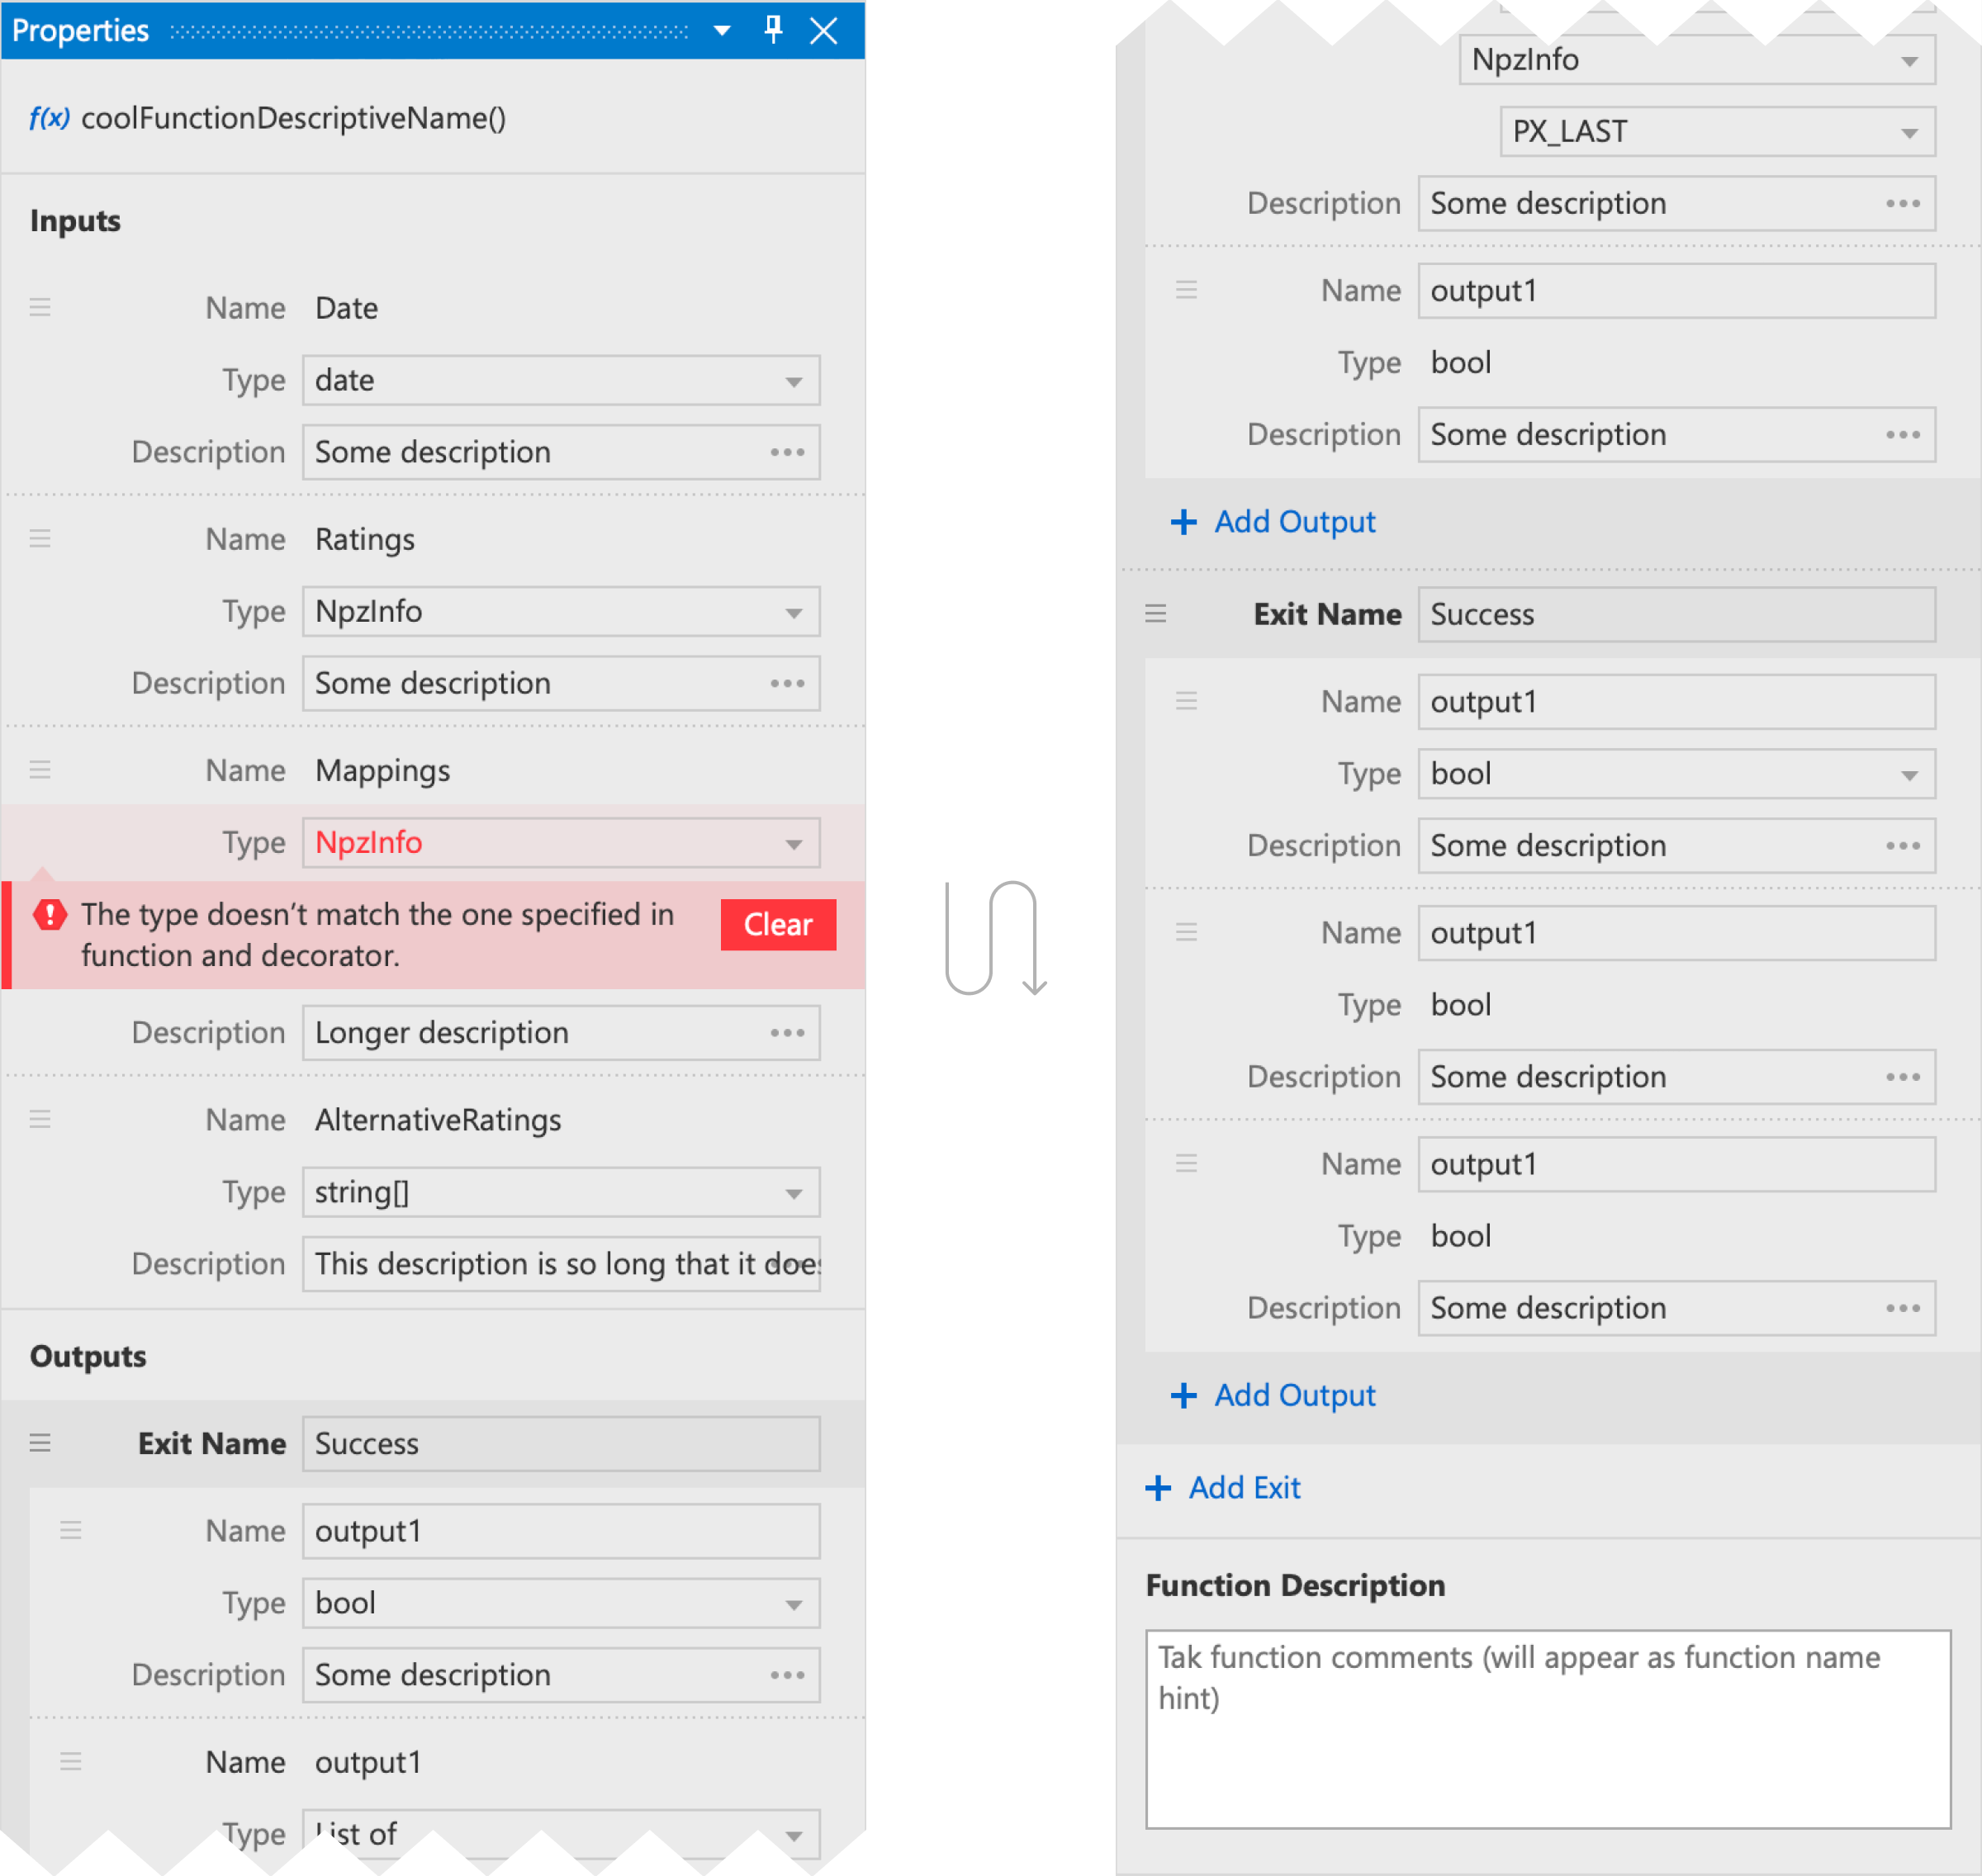 Properties
f(x) coolFunctionDescriptiveName()
Inputs
Name Date
Type date
Description Some description
Name Ratings
Type NpzInfo
Description Some description
Name Mappings
Type NpzInfo
The type doesn't match the one specified in
function and decorator.
Clear
Description Longer description
Name AlternativeRatings
Type string[]
Description This description is so long that it does
Outputs
Exit Name Success
Name output1
Type bool
Description Some description
Name output1
Type List of
NpzInfo
PX_LAST
Description Some description
Name output1
Type bool
Description Some description
+ Add Output
Exit Name Success
Name output1
Type bool
Description Some description
Name output1
Type bool
Description Some description
Name output1
Type bool
Description Some description
+ Add Output
+ Add Exit
Function Description
Tak function comments (will appear as function name
hint)